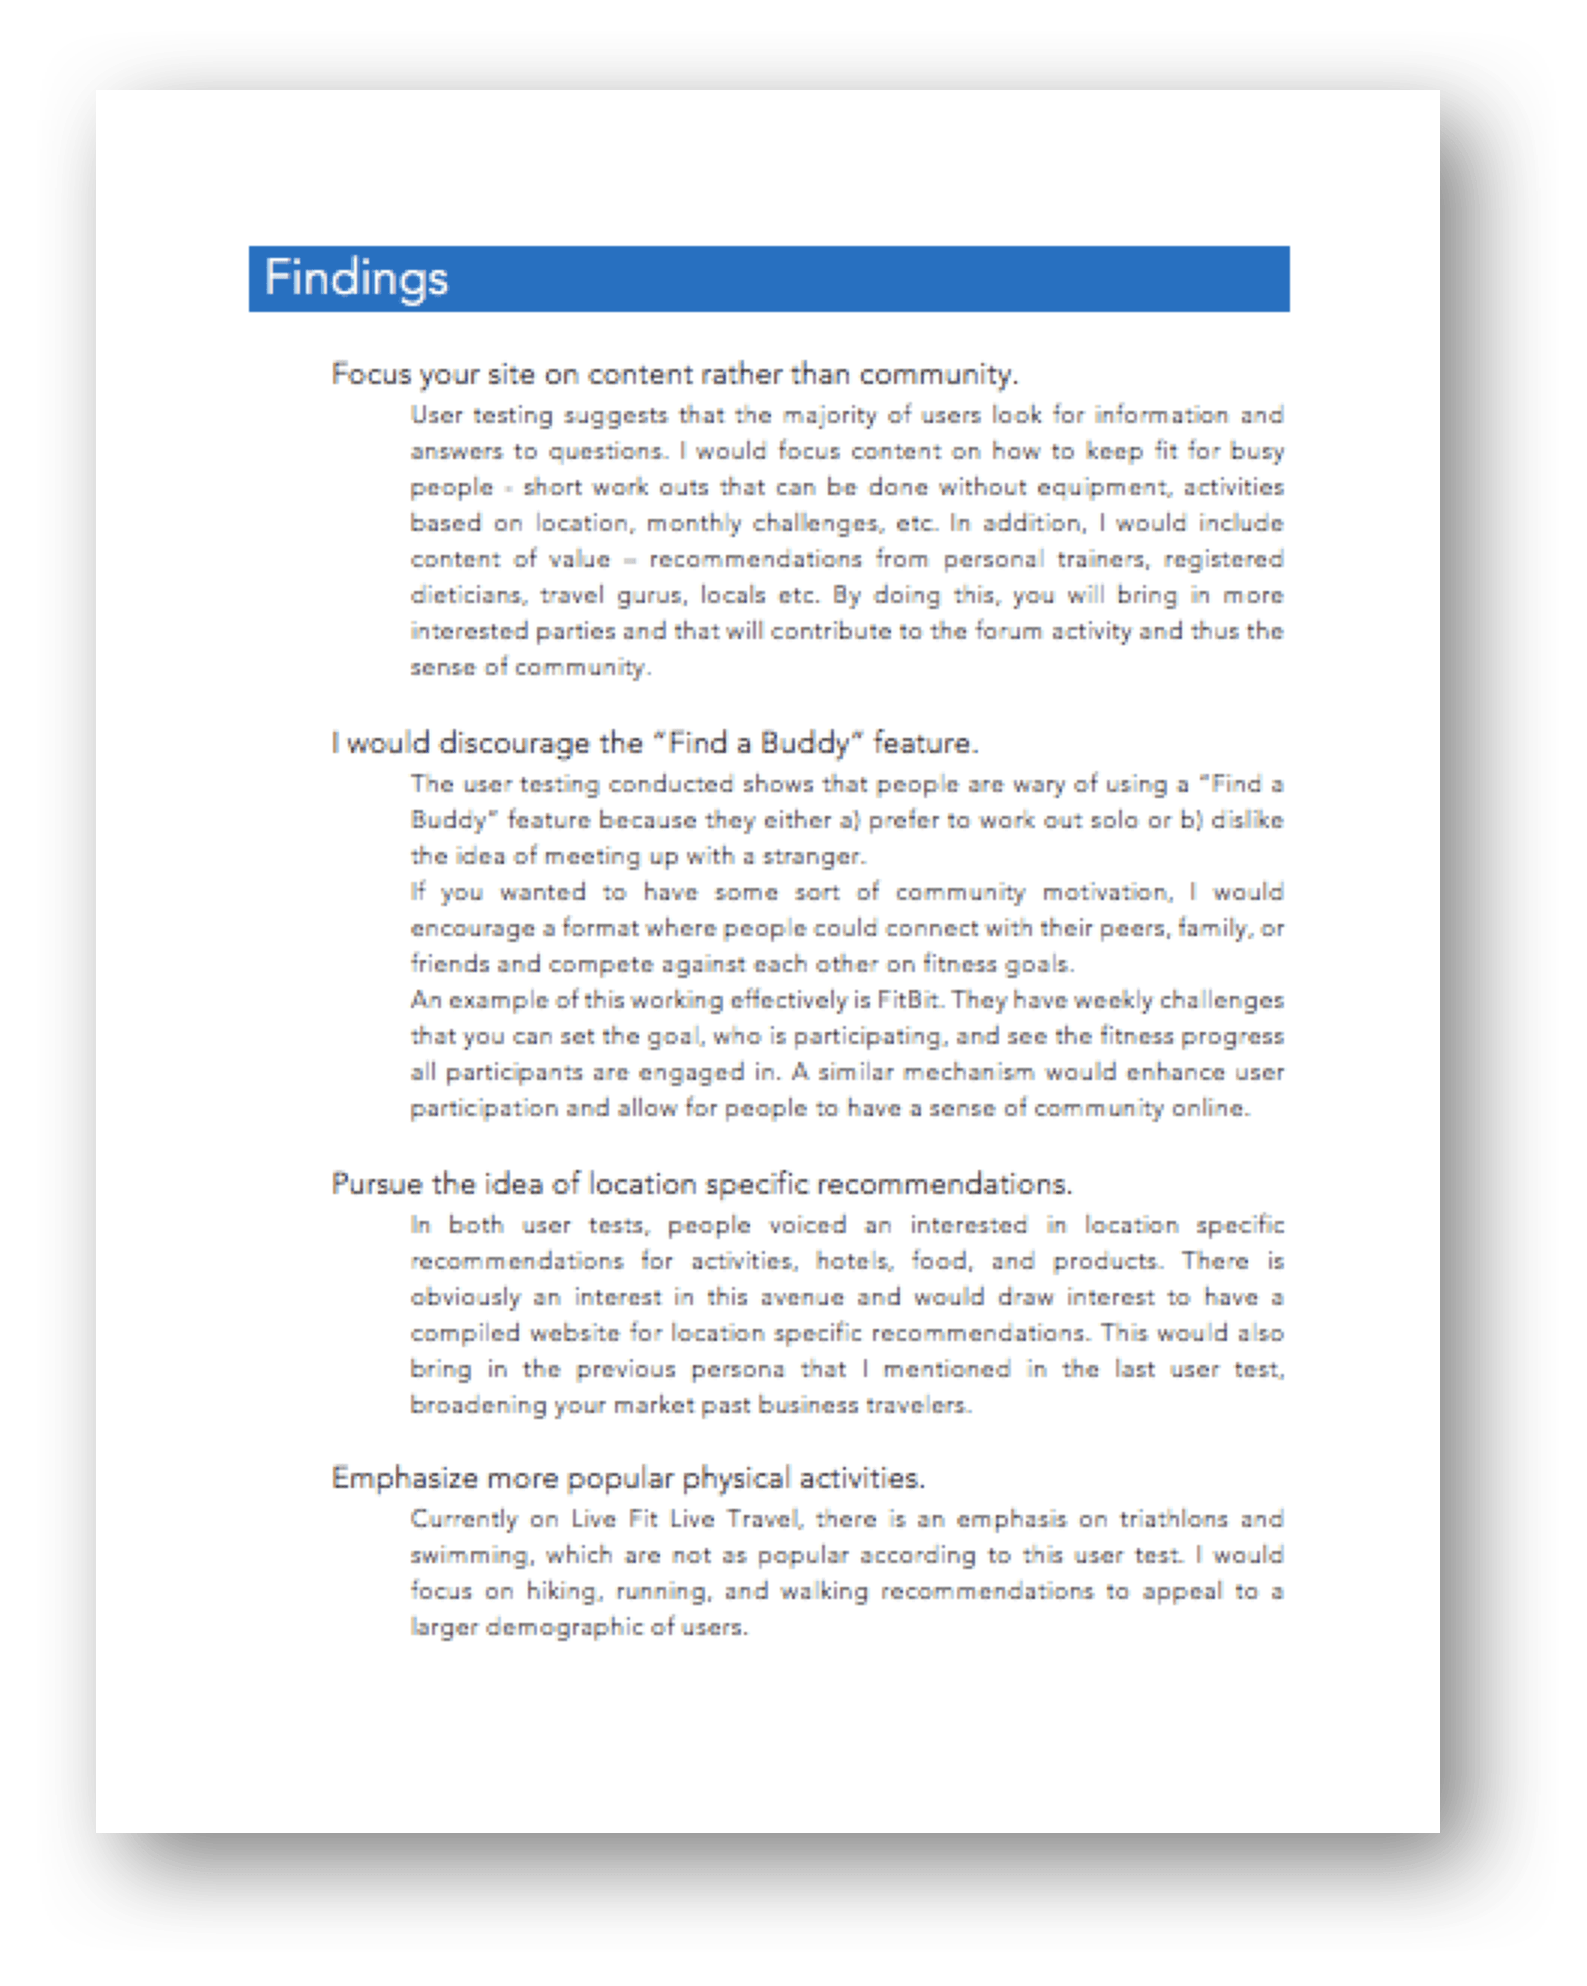 Findings
Focus your site on content rather than community.
User testing suggests that the majority of users look for information and
answers to questions. I would focus content on how to keep fit for busy
people - short work outs that can be done without equipment, activities
based on location, monthly challenges, etc. In addition, I would include
content of value – recommendations from personal trainers, registered
dieticians, travel gurus, locals etc. By doing this, you will bring in more
interested parties and that will contribute to the forum activity and thus the
sense of community.
I would discourage the “Find a Buddy” feature.
The user testing conducted shows that people are wary of using a “Find a
Buddy” feature because they either a) prefer to work out solo or b) dislike
the idea of meeting up with a stranger.
If you wanted to have some sort of community motivation, I would
encourage a format where people could connect with their peers, family, or
friends and compete against each other on fitness goals.
An example of this working effectively is FitBit. They have weekly challenges
that you can set the goal, who is participating, and see the fitness progress
all participants are engaged in. A similar mechanism would enhance user
participation and allow for people to have a sense of community online.
Pursue the idea of location specific recommendations.
In both user tests, people voiced an interested in location specific
recommendations for activities, hotels, food, and products. There is
obviously an interest in this avenue and would draw interest to have a
compiled website for location specific recommendations. This would also
bring in the previous persona that I mentioned in the last user test,
broadening your market past business travelers.
Emphasize more popular physical activities.
Currently on Live Fit Live Travel, there is an emphasis on triathlons and
swimming, which are not as popular according to this user test. I would
focus on hiking, running, and walking recommendations to appeal to a
larger demographic of users.